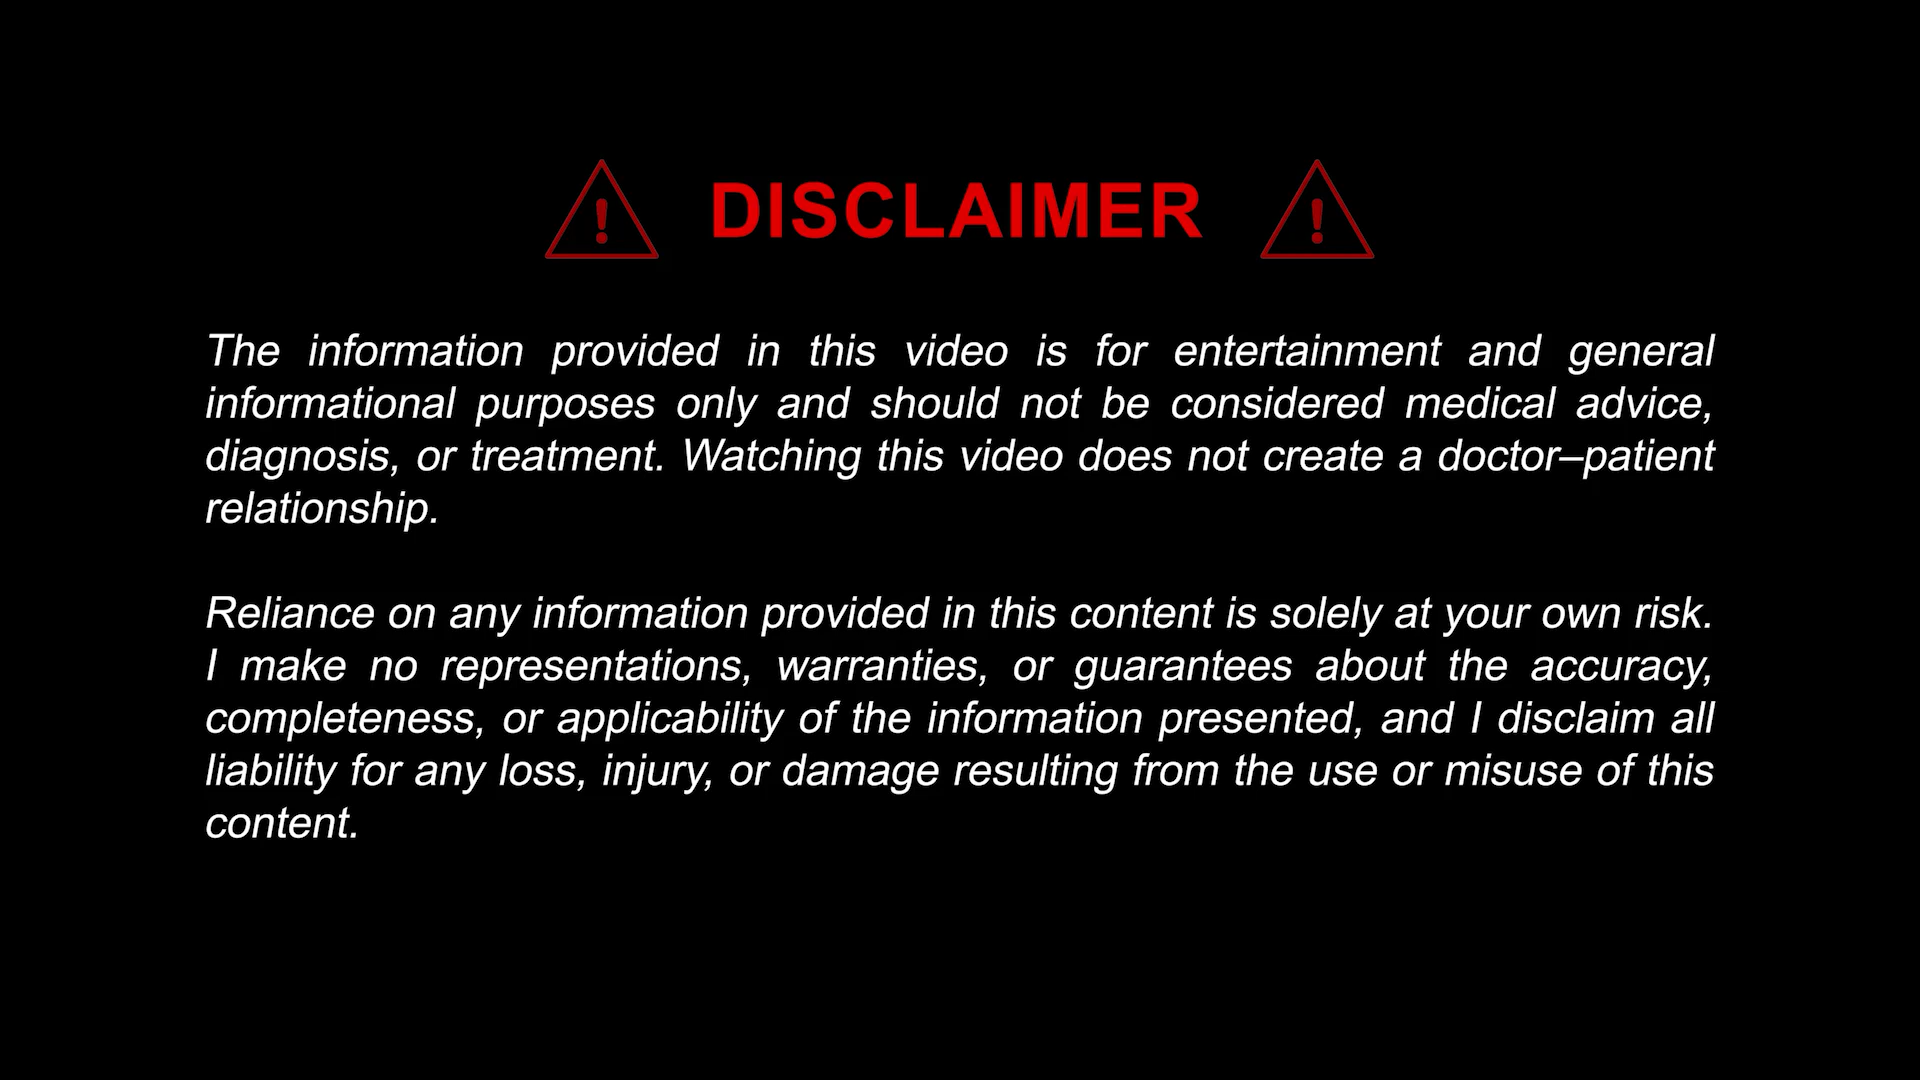 DISCLAIMER
The information provided in this video is for entertainment and general
informational purposes only and should not be considered medical advice,
diagnosis, or treatment. Watching this video does not create a doctor–patient
relationship.
Reliance on any information provided in this content is solely at your own risk.
I make no representations, warranties, or guarantees about the accuracy,
completeness, or applicability of the information presented, and I disclaim all
liability for any loss, injury, or damage resulting from the use or misuse of this
content.